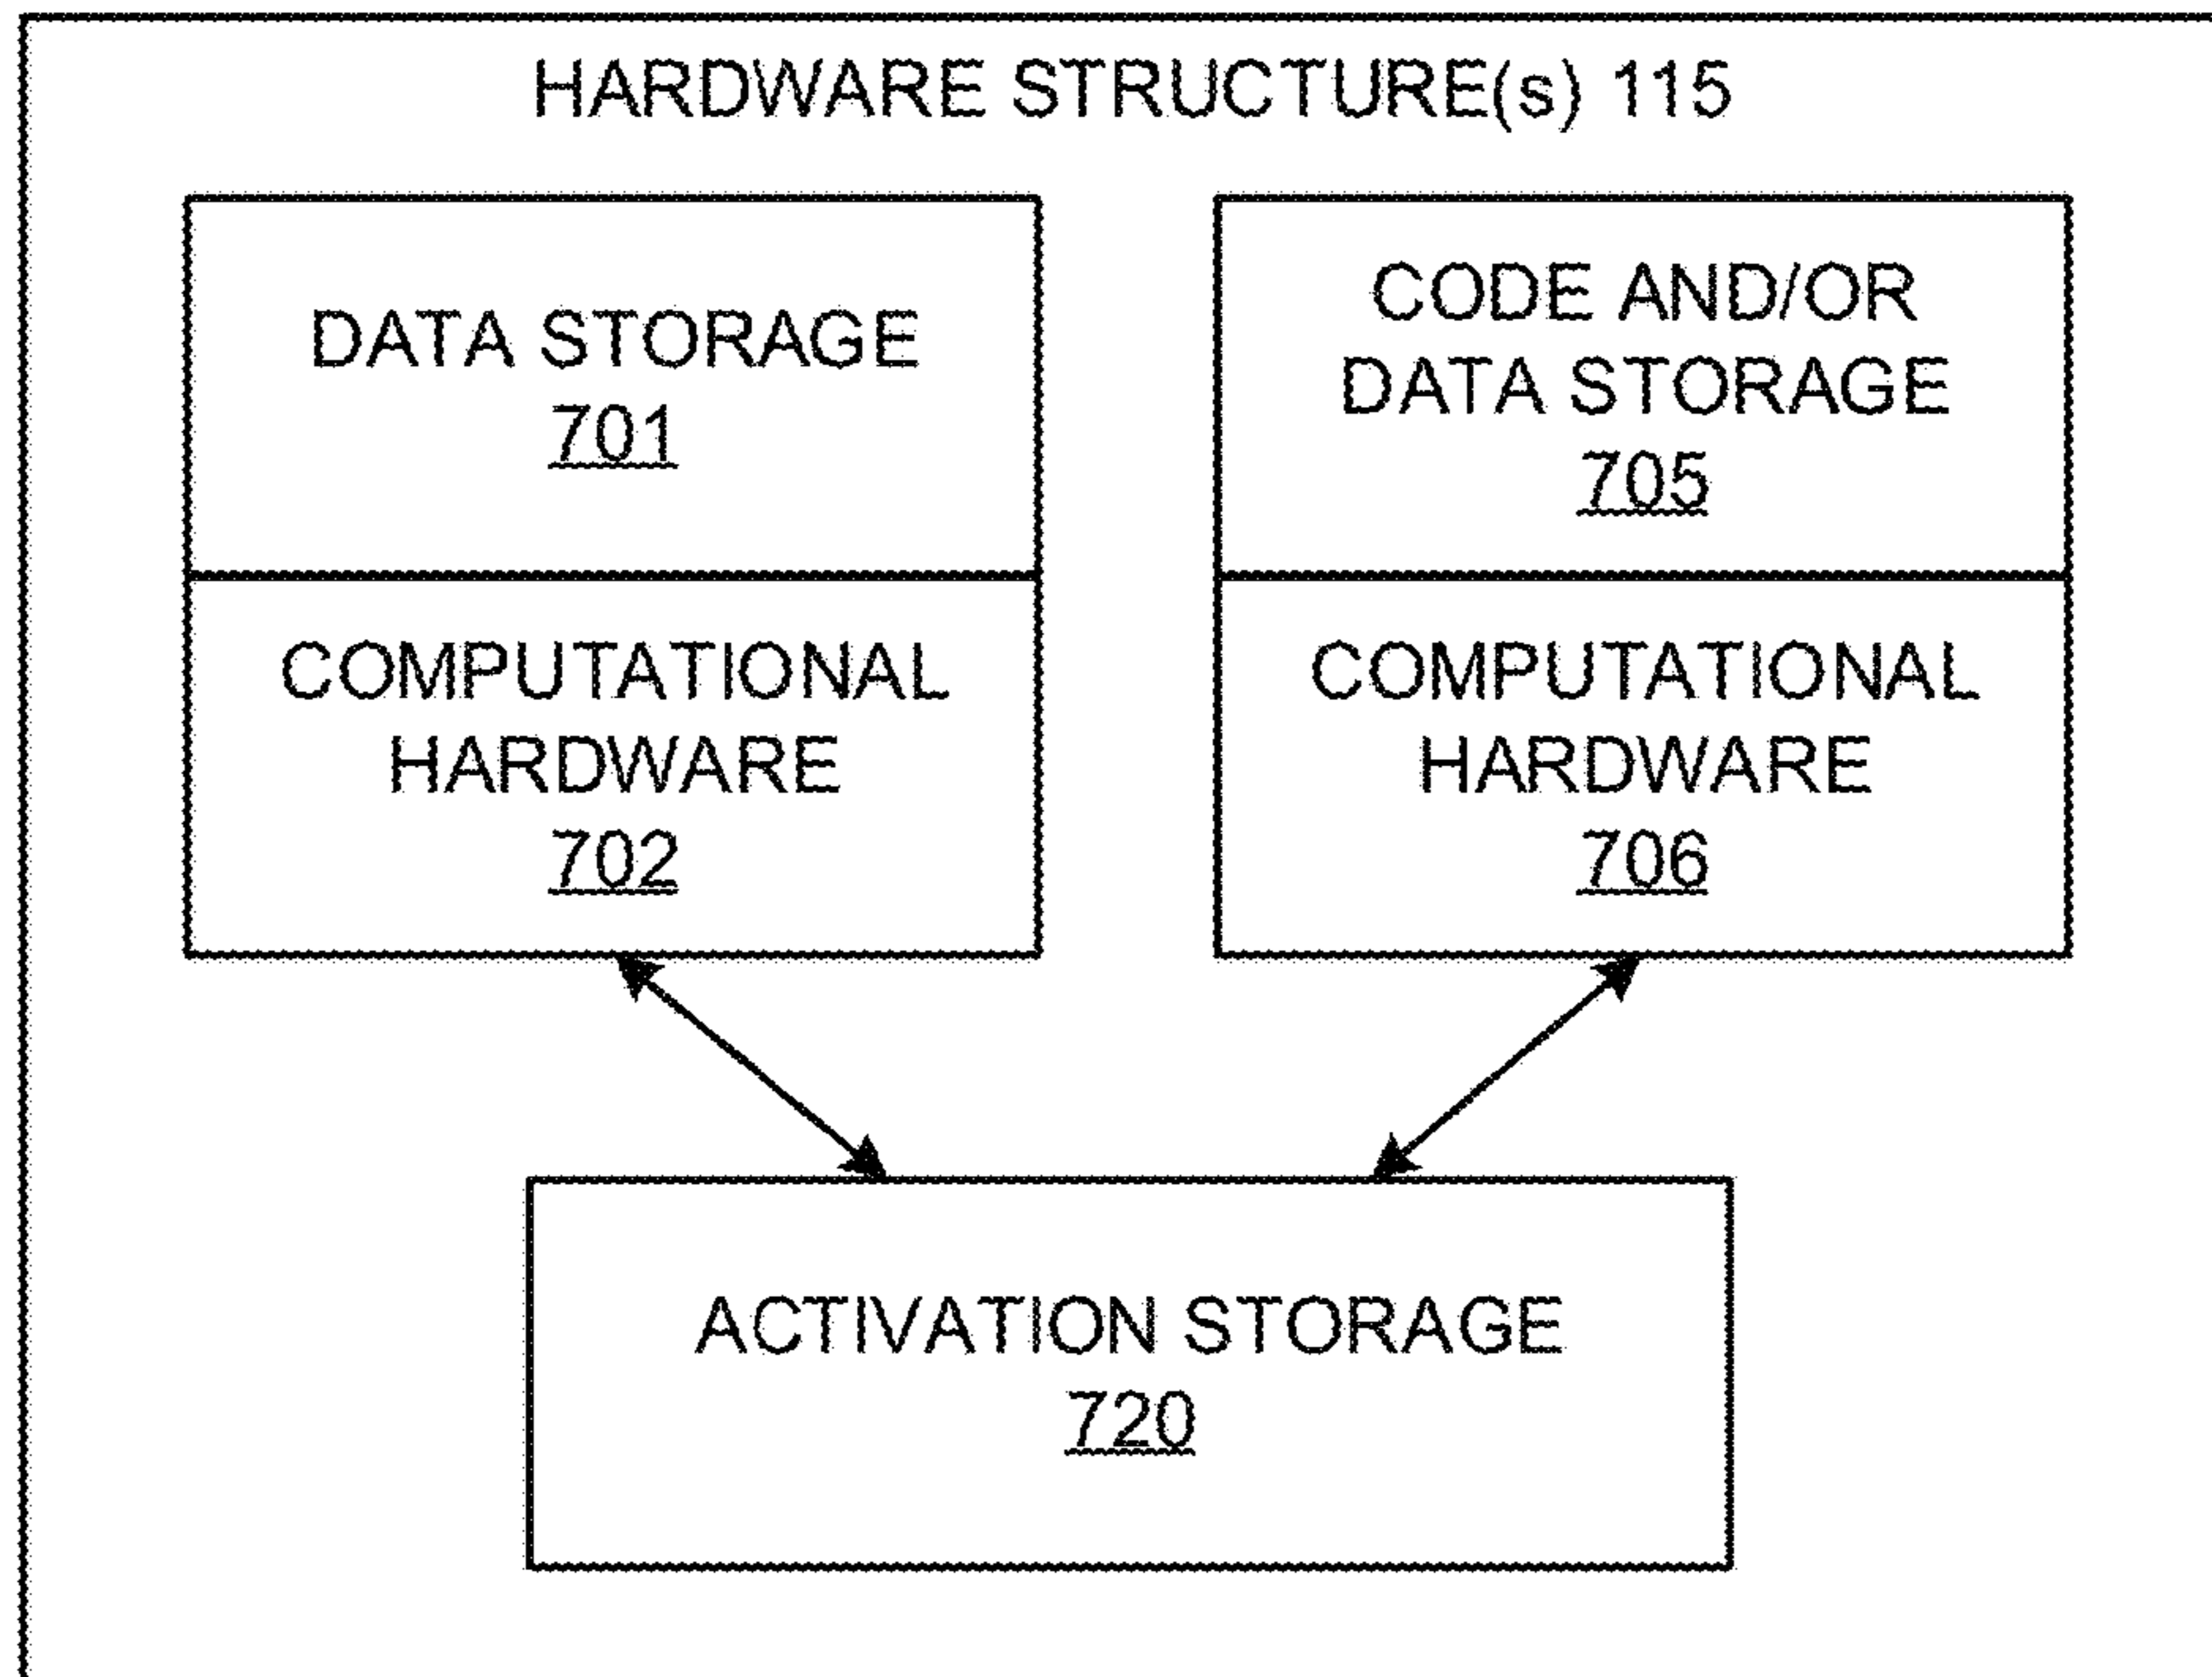 HARDWARE STRUCTURE(s) 115
DATA STORAGE
701
COMPUTATIONAL
HARDWARE
702
CODE AND/OR
DATA STORAGE
705
COMPUTATIONAL
HARDWARE
706
ACTIVATION STORAGE
720